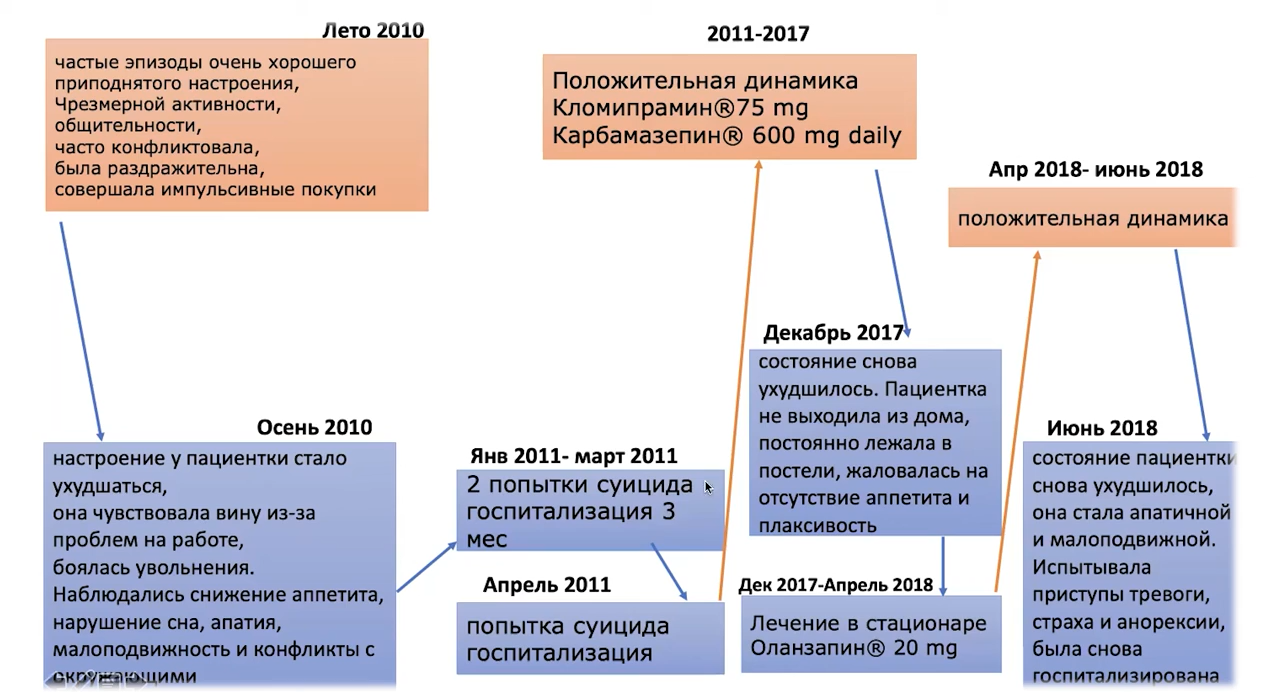 Лето 2010
частые эпизоды очень хорошего
приподнятого настроения,
Чрезмерной активности,
общительности,
часто конфликтовала,
была раздражительна,
совершала импульсивные покупки
Осень 2010
настроение у пациентки стало
ухудшаться,
она чувствовала вину из-за
проблем на работе,
боялась увольнения.
Наблюдались снижение аппетита,
нарушение сна, апатия,
малоподвижность и конфликты с
окружающими
Янв 2011- март 2011
2 попытки суицида
госпитализация 3
мес
Апрель 2011
попытка суицида
госпитализация
2011-2017
Положительная динамика
Кломипрамин®75 mg
Карбамазепин® 600 mg daily
Декабрь 2017
состояние снова
ухудшилось. Пациентка
не выходила из дома,
постоянно лежала в
постели, жаловалась на
отсутствие аппетита и
плаксивость
Дек 2017-Апрель 2018
Лечение в стационаре
Оланзапин® 20 mg
Апр 2018- июнь 2018
положительная динамика
Июнь 2018
состояние пациентки
снова ухудшилось,
она стала апатичной
и малоподвижной.
Испытывала
приступы тревоги,
страха и анорексии,
была снова
госпитализирована